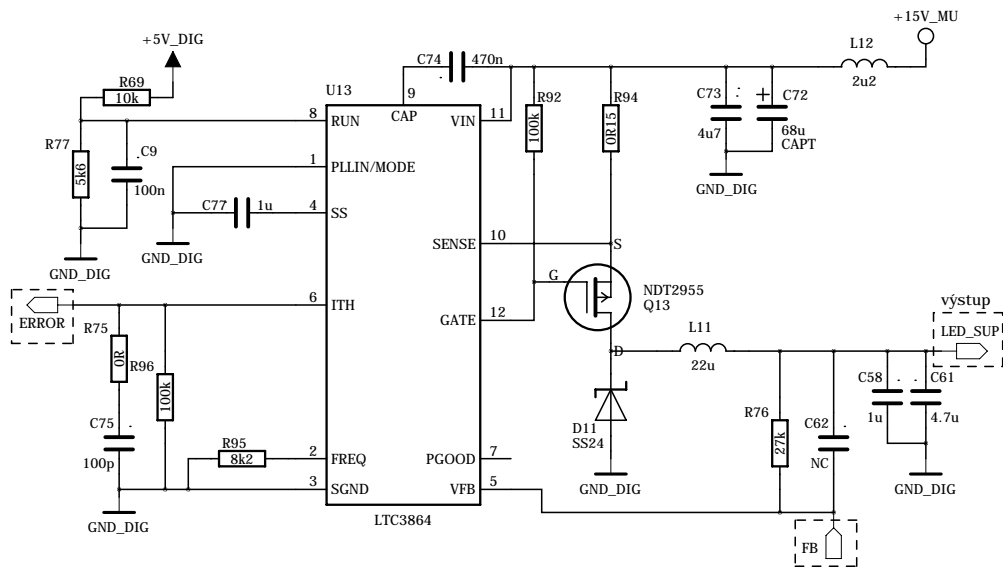 +15V_MU
+5V_DIG
C74
470n
L12
2u2
R69
10k
U13
9
CAP
R92
100k
R94
0R15
C73
4u7
C72
68u
CAPT
8
RUN
VIN
11
R77
5k6
C9
100n
1
PLLIN/MODE
GND_DIG
C77
1u
4
SS
GND_DIG
GND_DIG
SENSE
10
S
G
NDT2955
Q13
6
ITH
ERROR
GATE
12
výstup
LED_SUP
R75
0R
R96
100k
D
L11
22u
C58
1u
C61
4.7u
R76
27k
C62
NC
D11
SS24
C75
100p
R95
8k2
2
FREQ
PGOOD
7
3
SGND
VFB
5
GND_DIG
GND_DIG
GND_DIG
LTC3864
FB